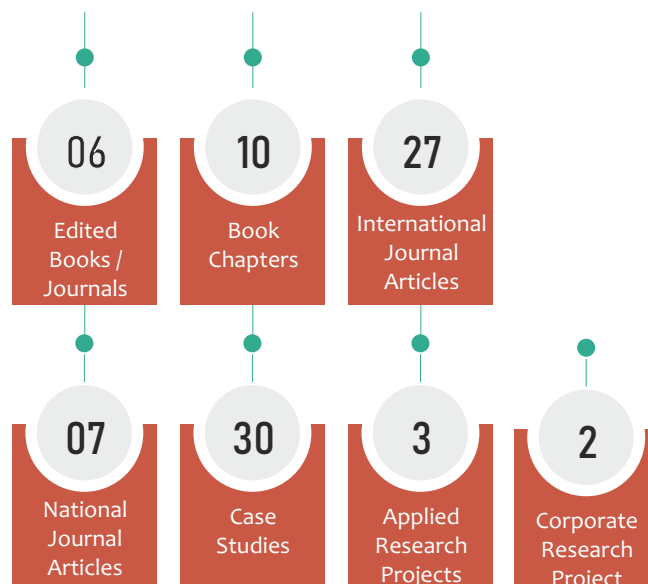 06
Edited
Books /
Journals
10
Book
Chapters
27
International
Journal
Articles
07
National
Journal
Articles
30
Case
Studies
3
Applied
Research
Projects
2
Corporate
Research
Project